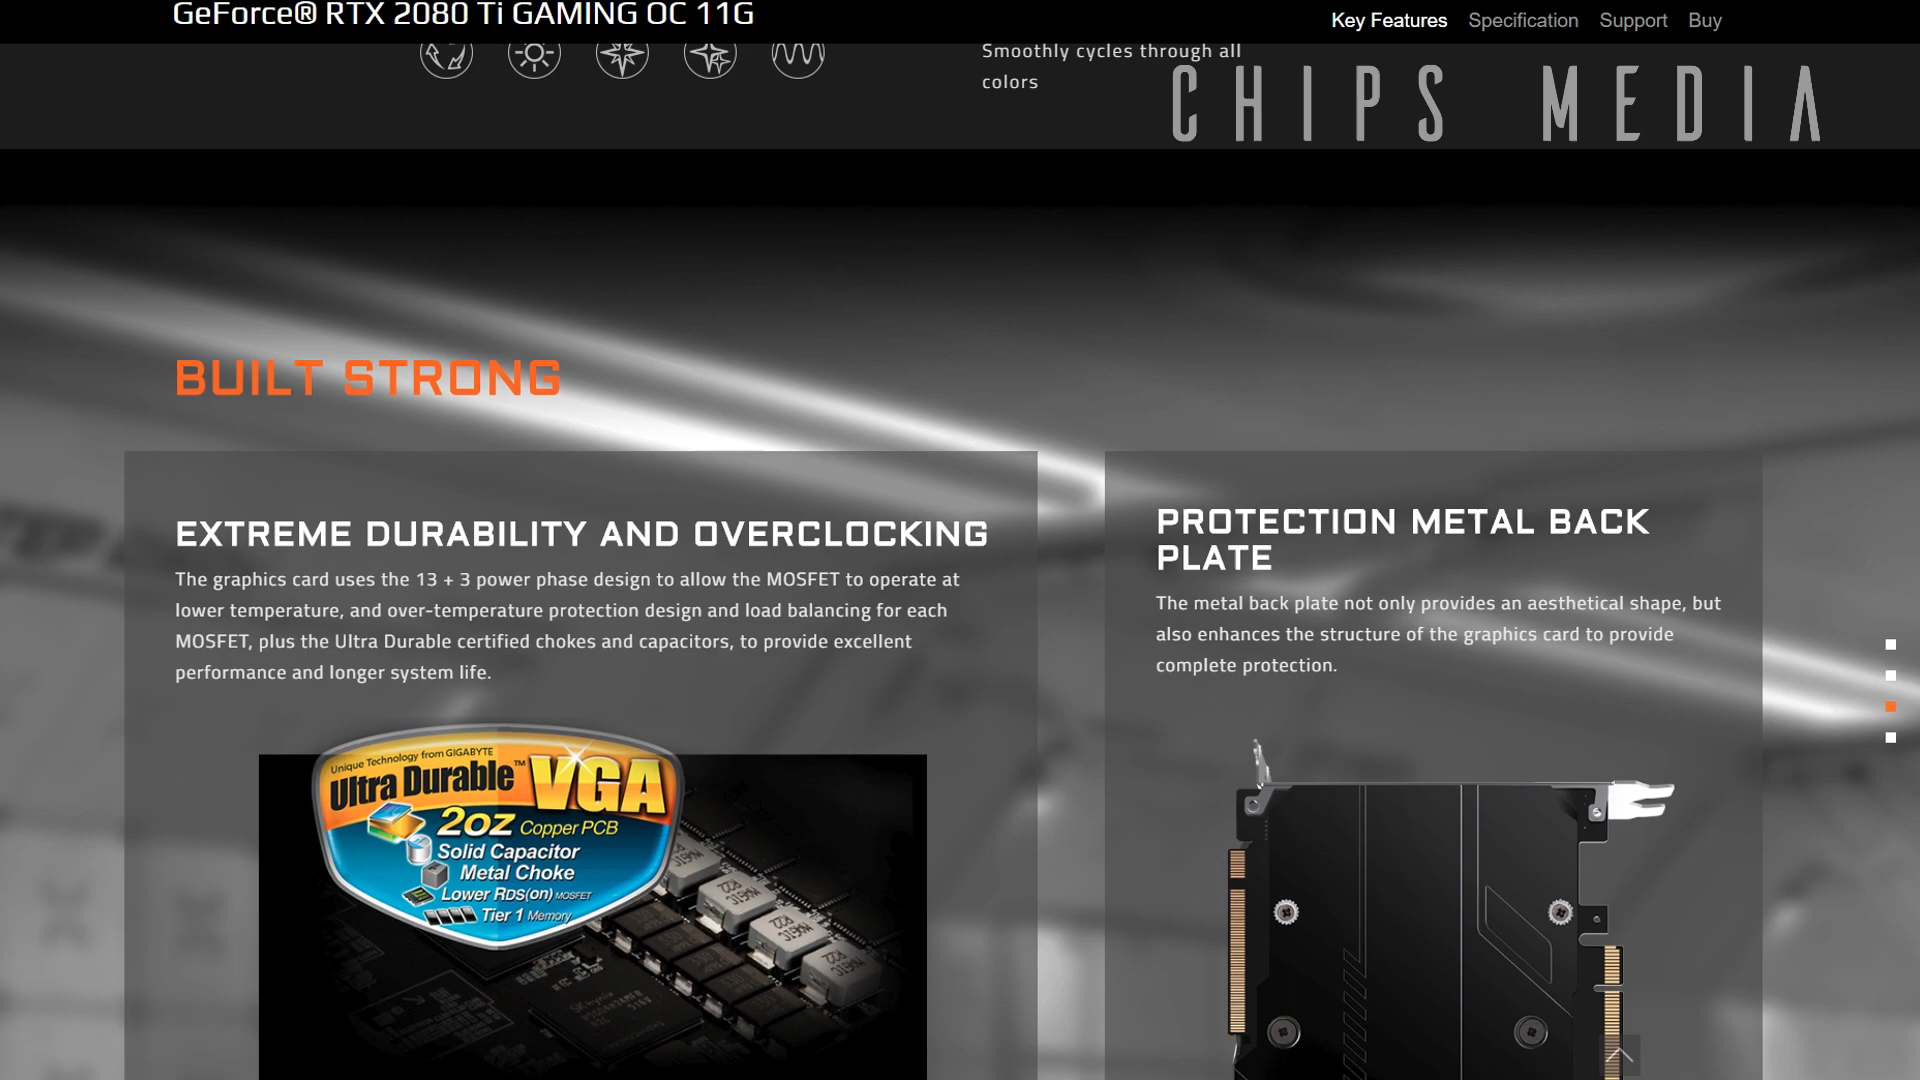 GeForce® RTX 2080 Ti GAMING OC 11G
Key Features Specification Support Buy
Smoothly cycles through all
colors
CHIPS MEDIA
BUILT STRONG
EXTREME DURABILITY AND OVERCLOCKING
The graphics card uses the 13 + 3 power phase design to allow the MOSFET to operate at
lower temperature, and over-temperature protection design and load balancing for each
MOSFET, plus the Ultra Durable certified chokes and capacitors, to provide excellent
performance and longer system life.
Unique Technology from GIGABYTE
Ultra Durable™ VGA
2oz Copper PCB
Solid Capacitor
Metal Choke
Lower RDS(on) MOSFET
Tier 1 Memory
R22
MAGIC
R22
MAGIC
R22
MAGIC
PROTECTION METAL BACK
PLATE
The metal back plate not only provides an aesthetical shape, but
also enhances the structure of the graphics card to provide
complete protection.